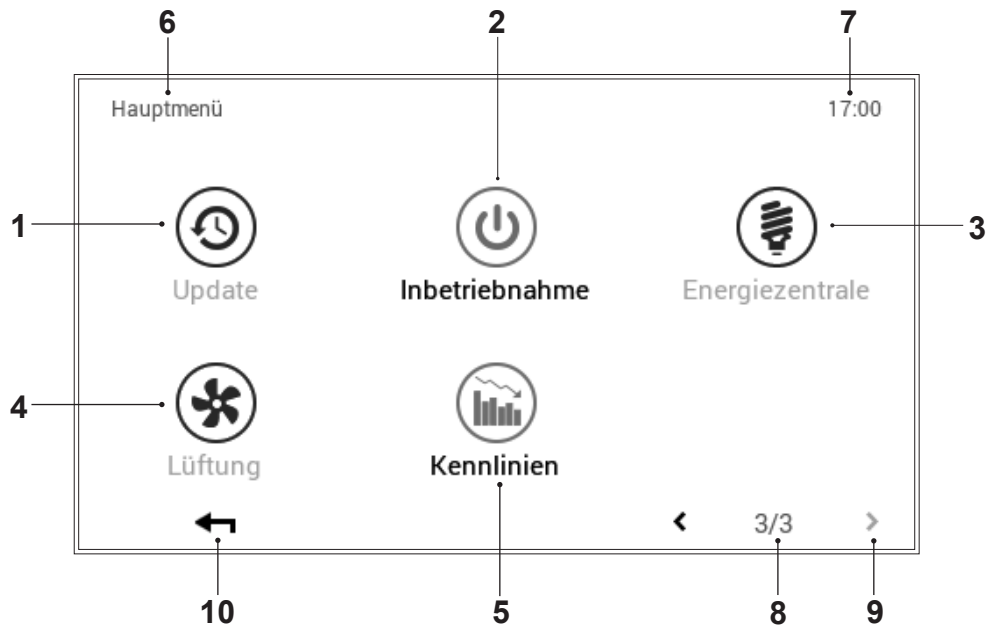 6 2 7
Hauptmenü 17:00
1 3
Update Inbetriebnahme Energiezentrale
4
Lüftung Kennlinien
3/3
10 5 8 9